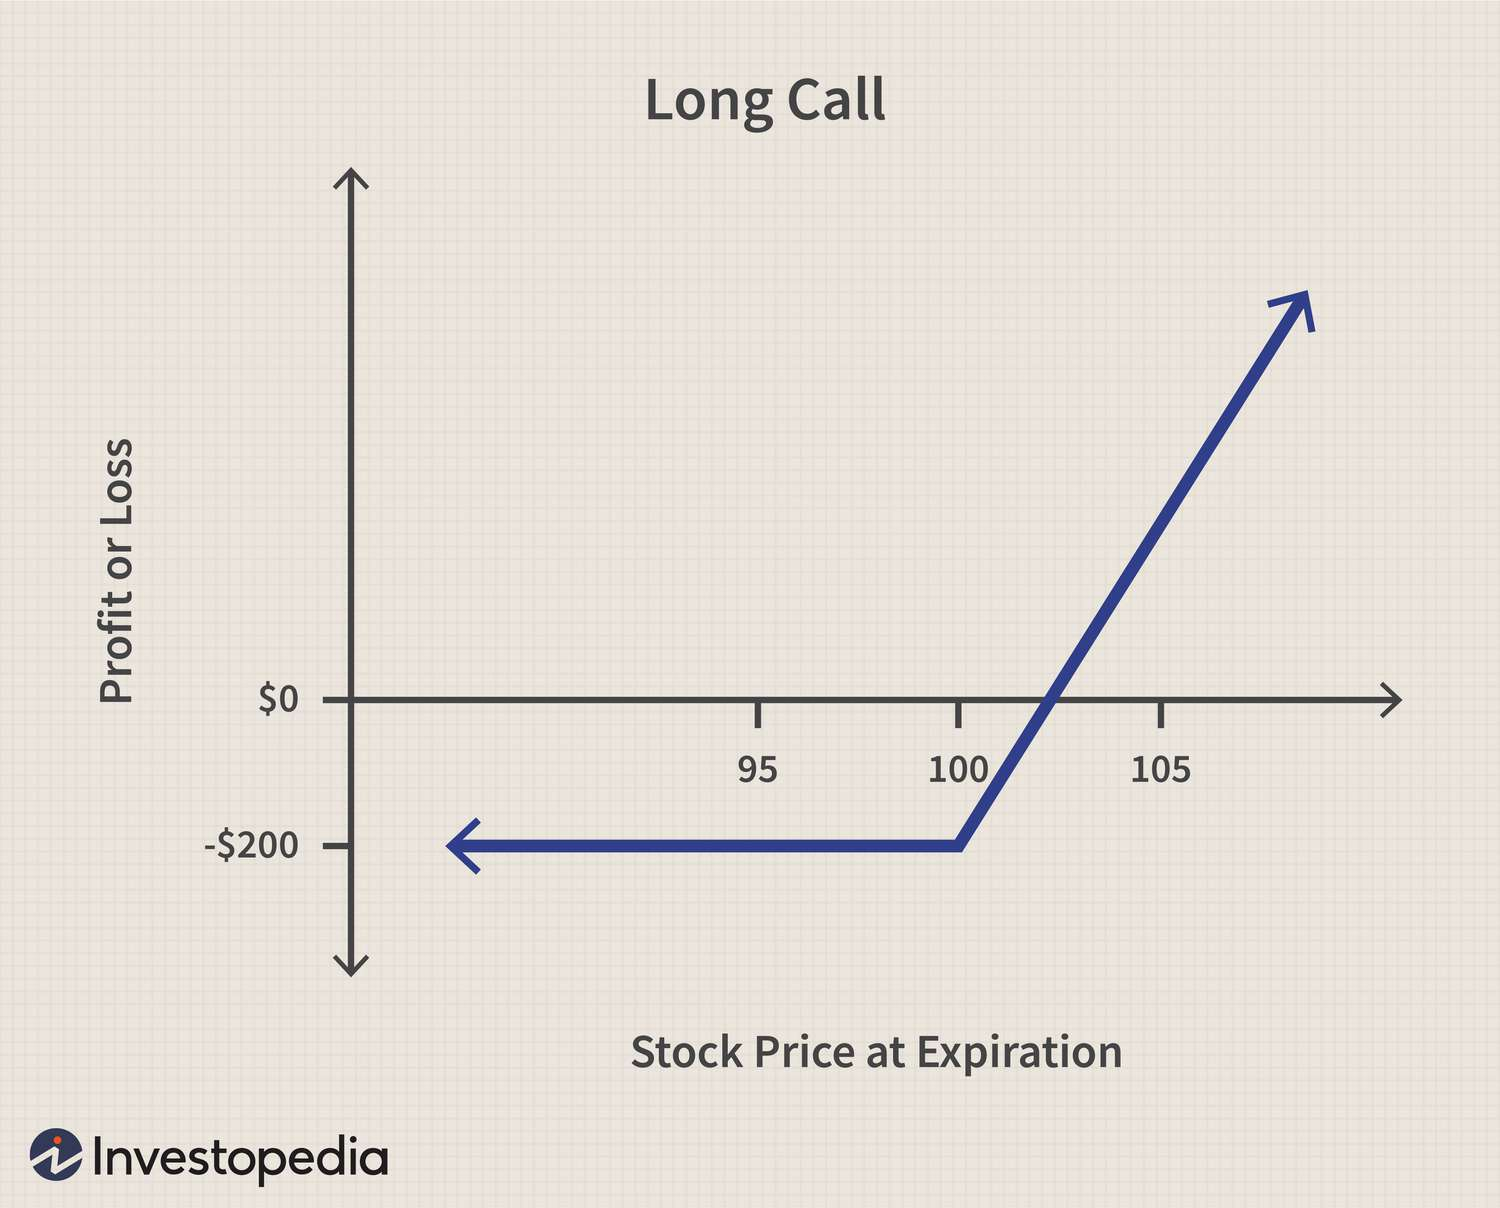 Long Call
Profit or Loss
$0
95
100
105
-$200
Stock Price at Expiration
Investopedia